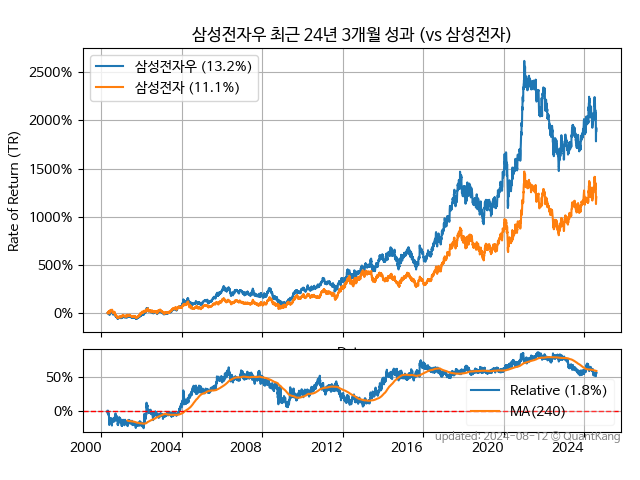 삼성전자우 최근 24년 3개월 성과 (vs 삼성전자)
삼성전자우 (13.2%)
삼성전자 (11.1%)
Rate of Return (TR)
2500%
2000%
1500%
1000%
500%
0%
50%
0%
Relative (1.8%)
MA(240)
2000 2004 2008 2012 2016 2020 2024
updated: 2024-08-12 © QuantKang